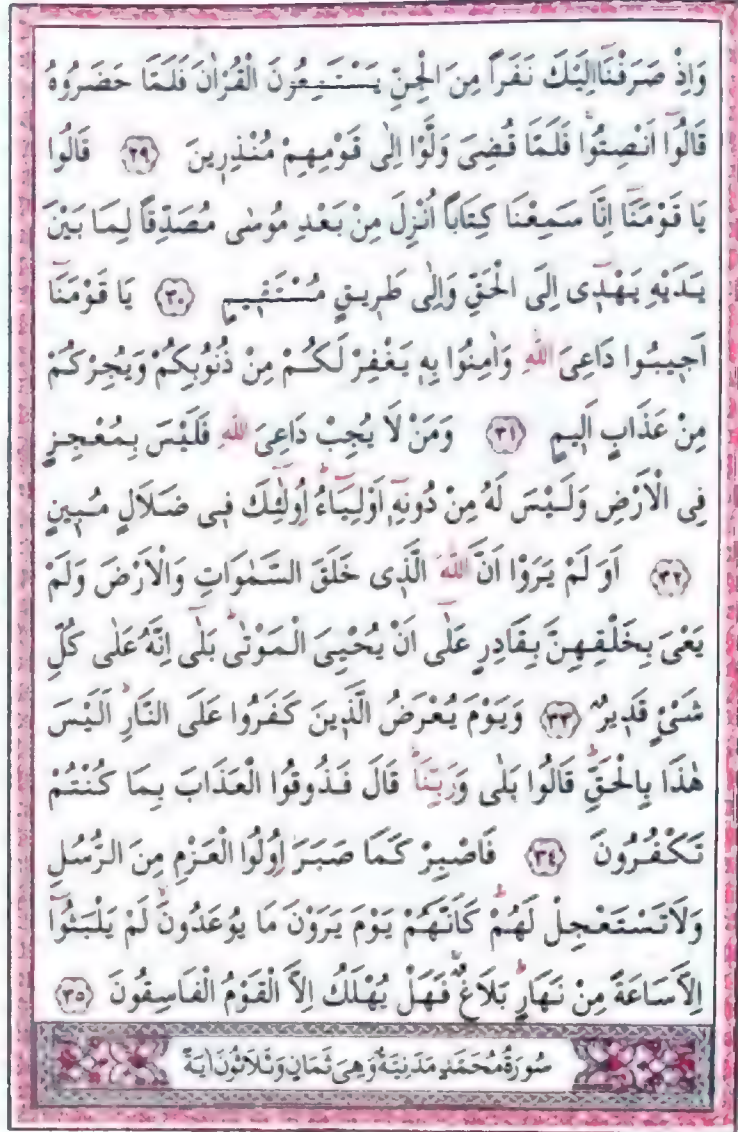 وَاِذْ صَرَفْنَٓا اِلَيْكَ نَفَرًا مِنَ الْجِنِّ يَسْتَمِعُونَ الْقُرْاٰنَ فَلَمَّا حَضَرُوهُ
قَالُٓوا اَنْصِتُواۚ فَلَمَّا قُضِىَ وَلَّوْا اِلٰى قَوْمِهِمْ مُنْذِر۪ينَ ﴿٢٩﴾ قَالُوا
يَا قَوْمَنَٓا اِنَّا سَمِعْنَا كِتَابًا اُنْزِلَ مِنْ بَعْدِ مُوسٰى مُصَدِّقًا لِمَا بَيْنَ
يَدَيْهِ يَهْد۪ٓى اِلَى الْحَقِّ وَاِلٰى طَر۪يقٍ مُسْتَق۪يمٍ ﴿٣٠﴾ يَا قَوْمَنَٓا
اَج۪يبُوا دَاعِىَ اللّٰهِ وَاٰمِنُوا بِه۪ يَغْفِرْ لَكُمْ مِنْ ذُنُوبِكُمْ وَيُجِرْكُمْ
مِنْ عَذَابٍ اَل۪يمٍ ﴿٣١﴾ وَمَنْ لَا يُجِبْ دَاعِىَ اللّٰهِ فَلَيْسَ بِمُعْجِزٍ
فِى الْاَرْضِ وَلَيْسَ لَهُ مِنْ دُونِه۪ٓ اَوْلِيَٓاءُۜ اُو۬لٰٓئِكَ ف۪ى ضَلَالٍ مُب۪ينٍ
﴿٣٢﴾ اَوَ لَمْ يَرَوْا اَنَّ اللّٰهَ الَّذ۪ى خَلَقَ السَّمٰوَاتِ وَالْاَرْضَ وَلَمْ
يَعْىَ بِخَلْقِهِنَّ بِقَادِرٍ عَلٰٓى اَنْ يُحْيِىَ الْمَوْتٰىۜ بَلٰٓى اِنَّهُ عَلٰى كُلِّ
شَىْءٍ قَد۪يرٌ ﴿٣٣﴾ وَيَوْمَ يُعْرَضُ الَّذ۪ينَ كَفَرُوا عَلَى النَّارِۜ اَلَيْسَ
هٰذَا بِالْحَقِّۜ قَالُوا بَلٰى وَرَبِّنَاۜ قَالَ فَذُوقُوا الْعَذَابَ بِمَا كُنْتُمْ
تَكْفُرُونَ ﴿٣٤﴾ فَاصْبِرْ كَمَا صَبَرَ اُو۬لُوا الْعَزْمِ مِنَ الرُّسُلِ
وَلَا تَسْتَعْجِلْ لَهُمْۜ كَاَنَّهُمْ يَوْمَ يَرَوْنَ مَا يُوعَدُونَۙ لَمْ يَلْبَثُٓوا
اِلَّا سَاعَةً مِنْ نَهَارٍۜ بَلَاغٌۚ فَهَلْ يُهْلَكُ اِلَّا الْقَوْمُ الْفَاسِقُونَ ﴿٣٥﴾
سُورَةُ مُحَمَّدٍ مَدَنِيَّةٌ وَهِىَ ثَمَانٍ وَثَلَاثُونَ اٰيَةً